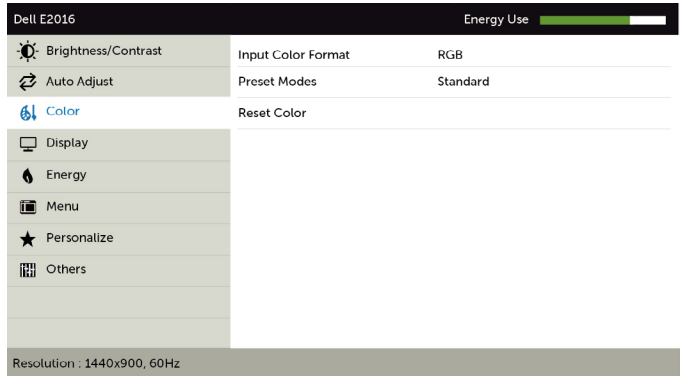 Dell E2016
Energy Use
Brightness/Contrast
Auto Adjust
Color
Display
Energy
Menu
Personalize
Others
Input Color Format RGB
Preset Modes Standard
Reset Color
Resolution : 1440x900, 60Hz